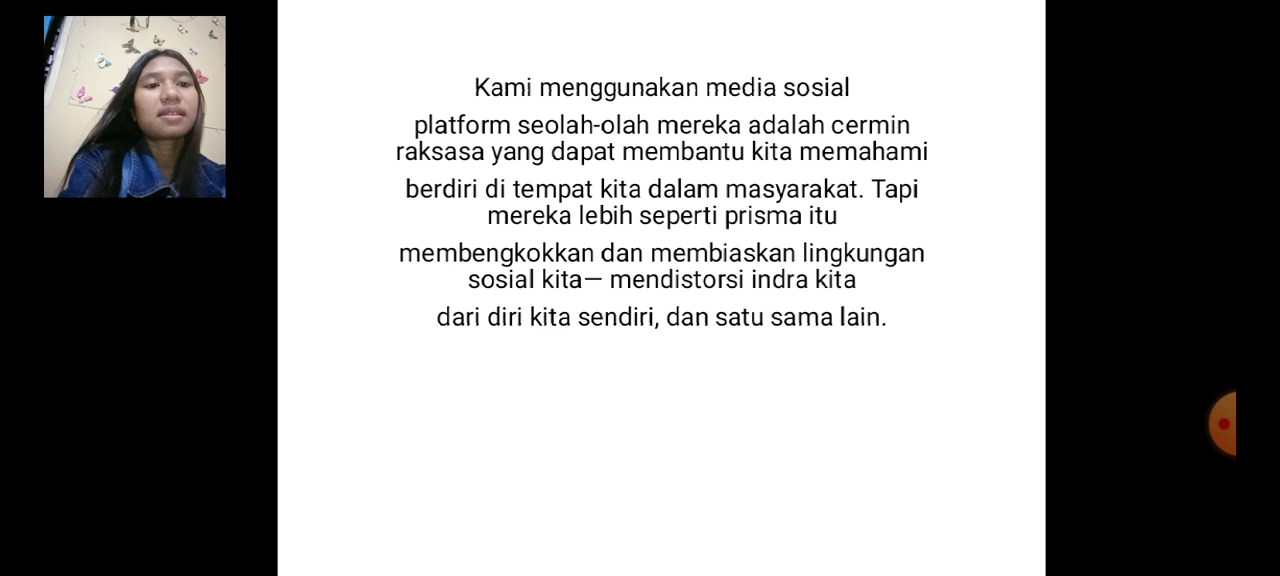 Kami menggunakan media sosial
platform seolah-olah mereka adalah cermin
raksasa yang dapat membantu kita memahami
berdiri di tempat kita dalam masyarakat. Tapi
mereka lebih seperti prisma itu
membengkokkan dan membiaskan lingkungan
sosial kita— mendistorsi indra kita
dari diri kita sendiri, dan satu sama lain.